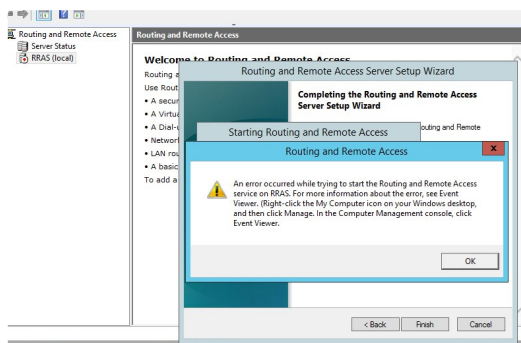 Routing and Remote Access
Server Status
RRAS (local)
Routing and Remote Access
Welcome to Routing and Remote Access
Routing a
Use Rout
• A secur
• A Virtua
• A Dial-u
• Networ
• LAN rou
• A basic
To add a
Routing and Remote Access Server Setup Wizard
Completing the Routing and Remote Access
Server Setup Wizard
outing and Remote
Starting Routing and Remote Access
Routing and Remote Access
x
An error occurred while trying to start the Routing and Remote Access
service on RRAS. For more information about the error, see Event
Viewer. (Right-click the My Computer icon on your Windows desktop,
and then click Manage. In the Computer Management console, click
Event Viewer.
OK
< Back
Finish
Cancel